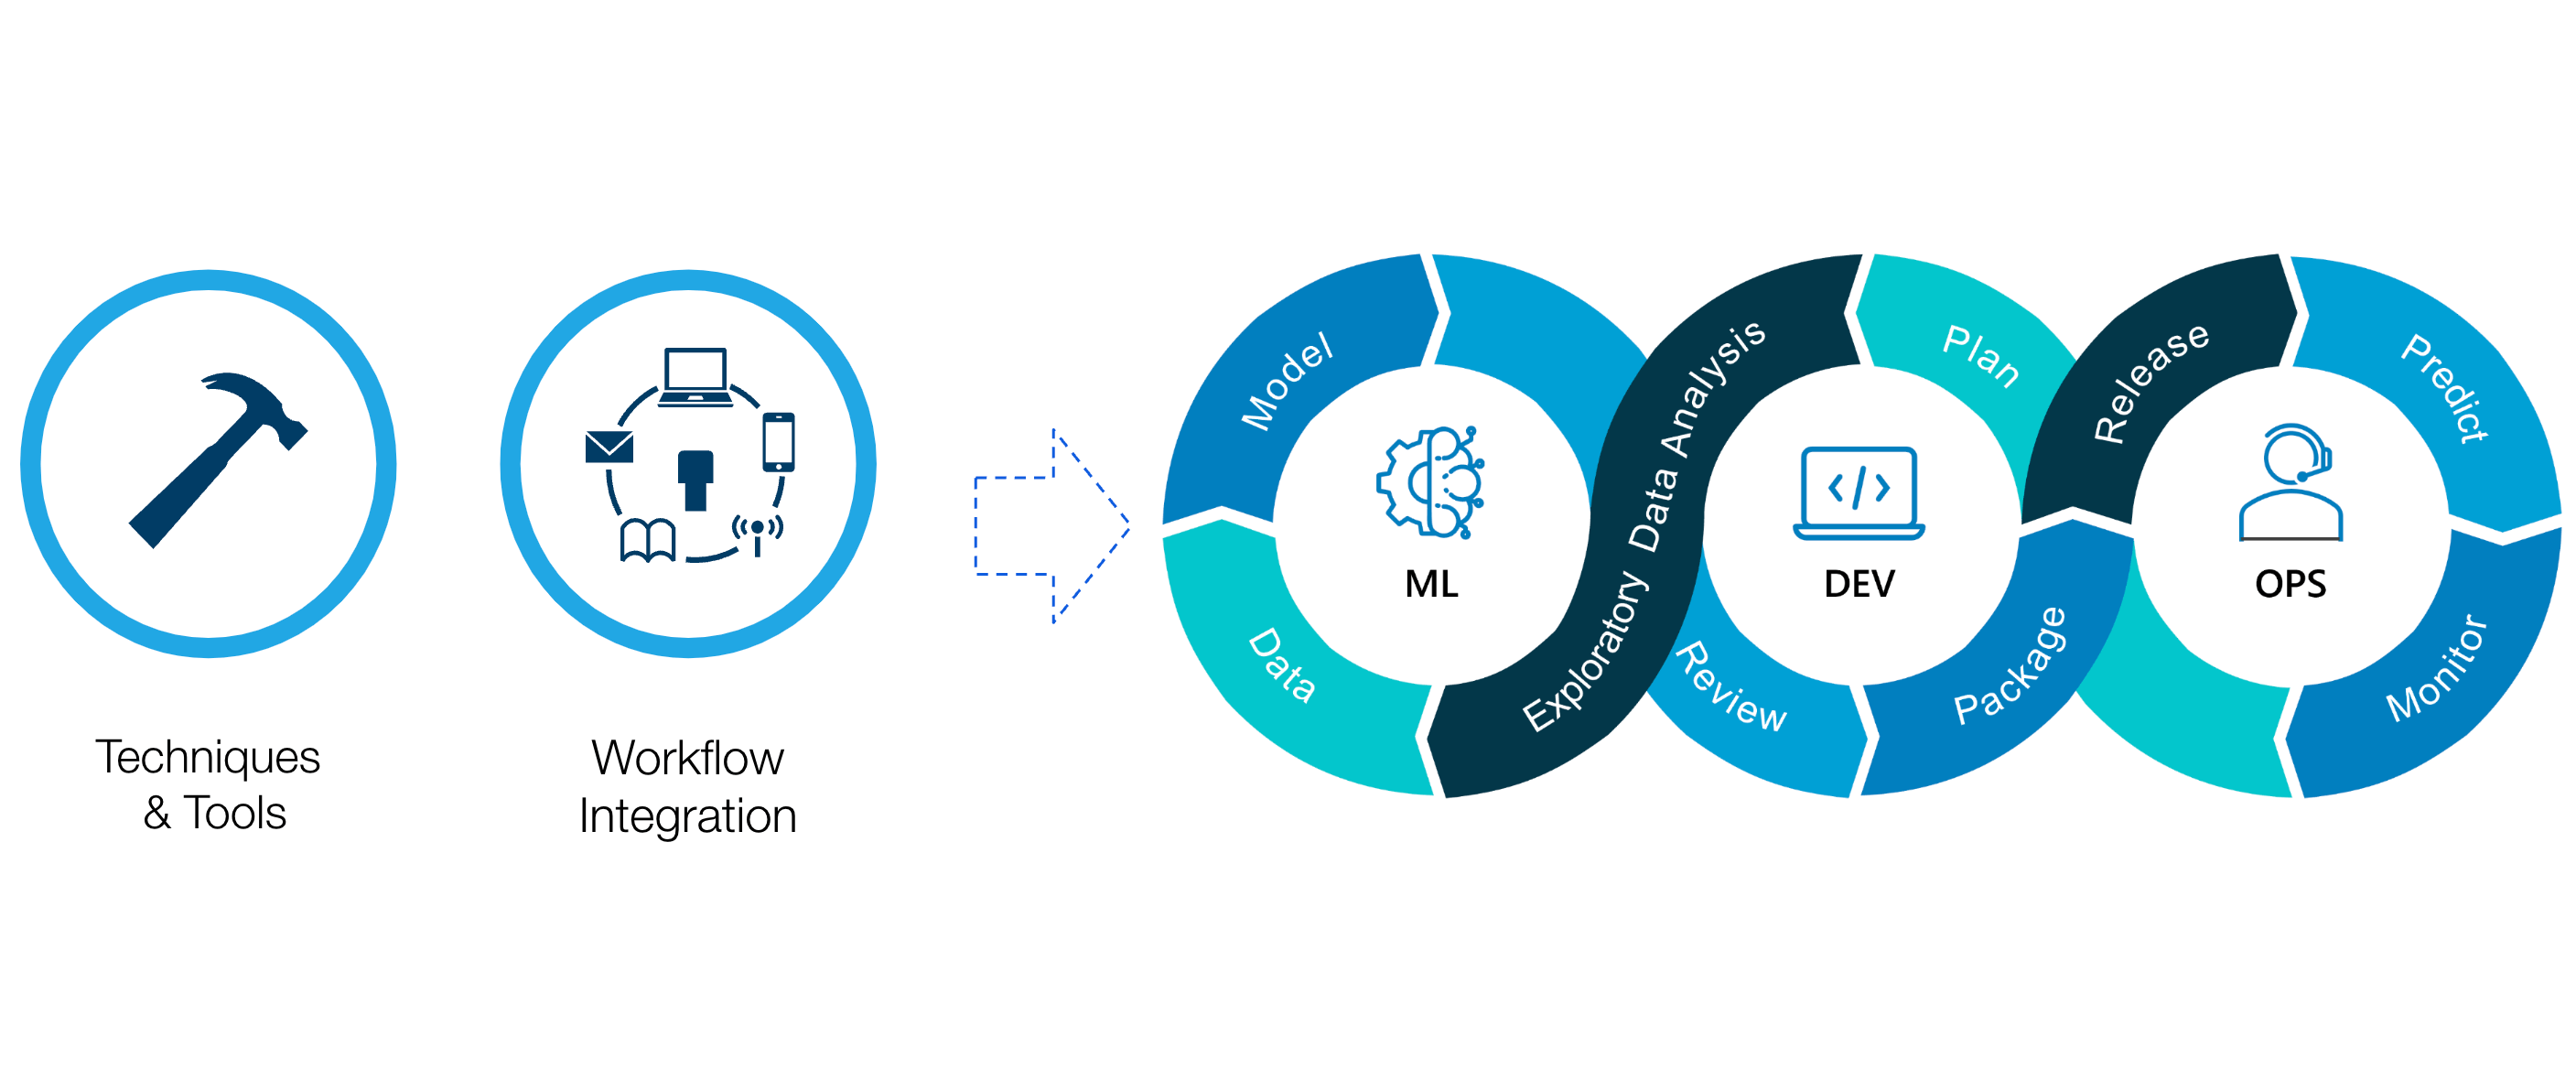 Techniques
& Tools
Workflow
Integration
Model
Data
ML
Exploratory Data Analysis
Plan
Review
Package
DEV
Release
Predict
Monitor
OPS